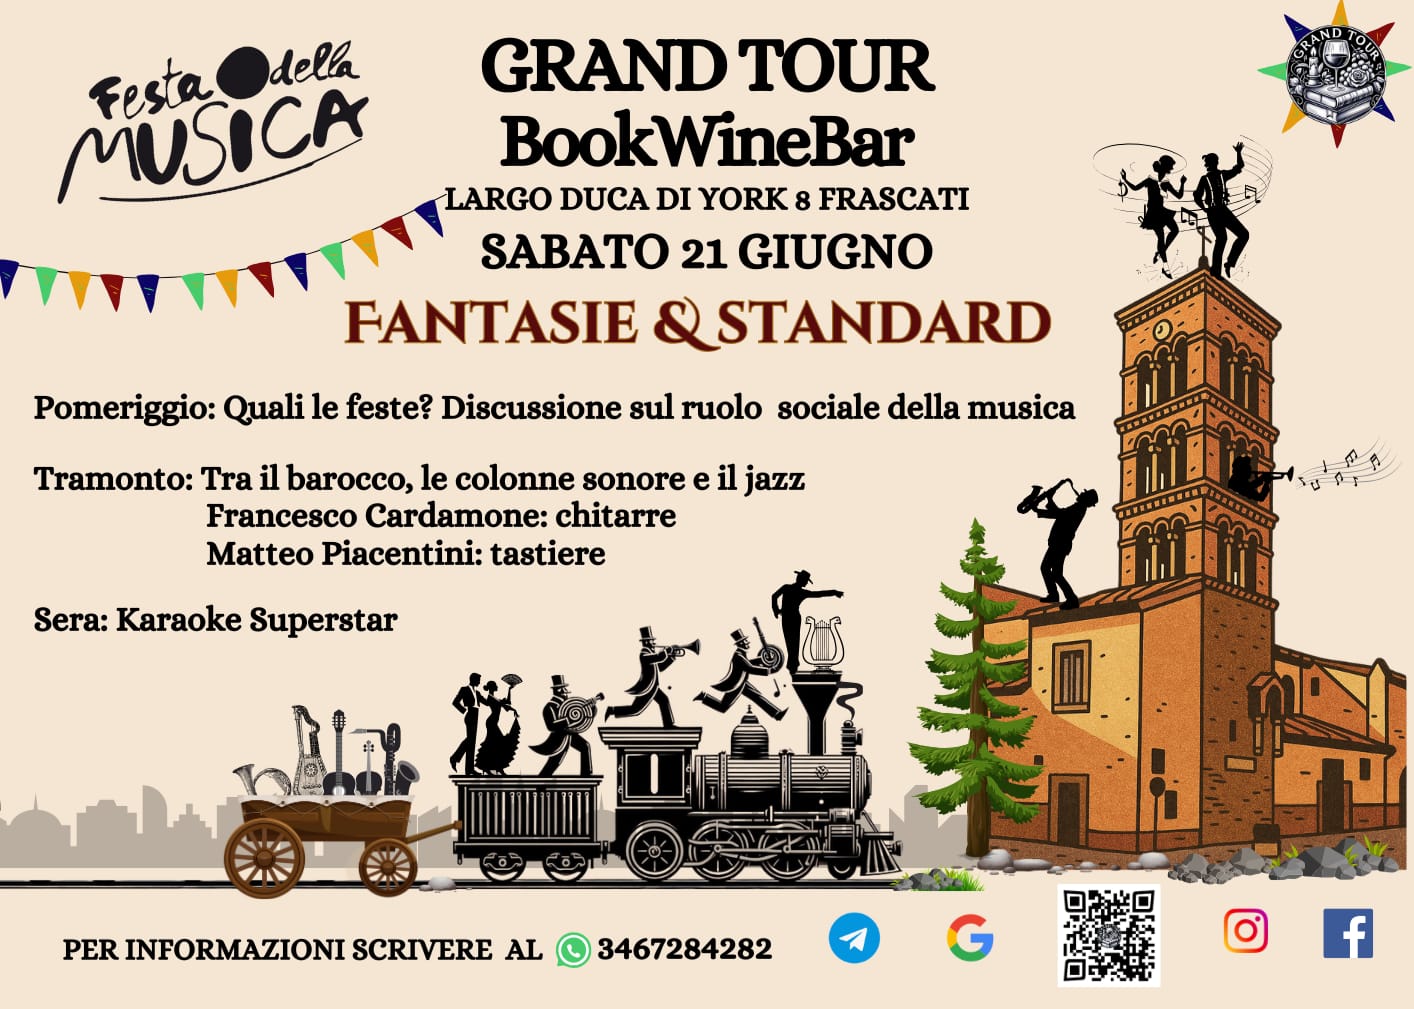 Festa della
MUSICA
GRAND TOUR
BookWineBar
LARGO DUCA DI YORK 8 FRASCATI
SABATO 21 GIUGNO
FANTASIE & STANDARD
GRAND TOUR
Pomeriggio: Quali le feste? Discussione sul ruolo sociale della musica
Tramonto: Tra il barocco, le colonne sonore e il jazz
Francesco Cardamone: chitarre
Matteo Piacentini: tastiere
Sera: Karaoke Superstar
PER INFORMAZIONI SCRIVERE AL 3467284282